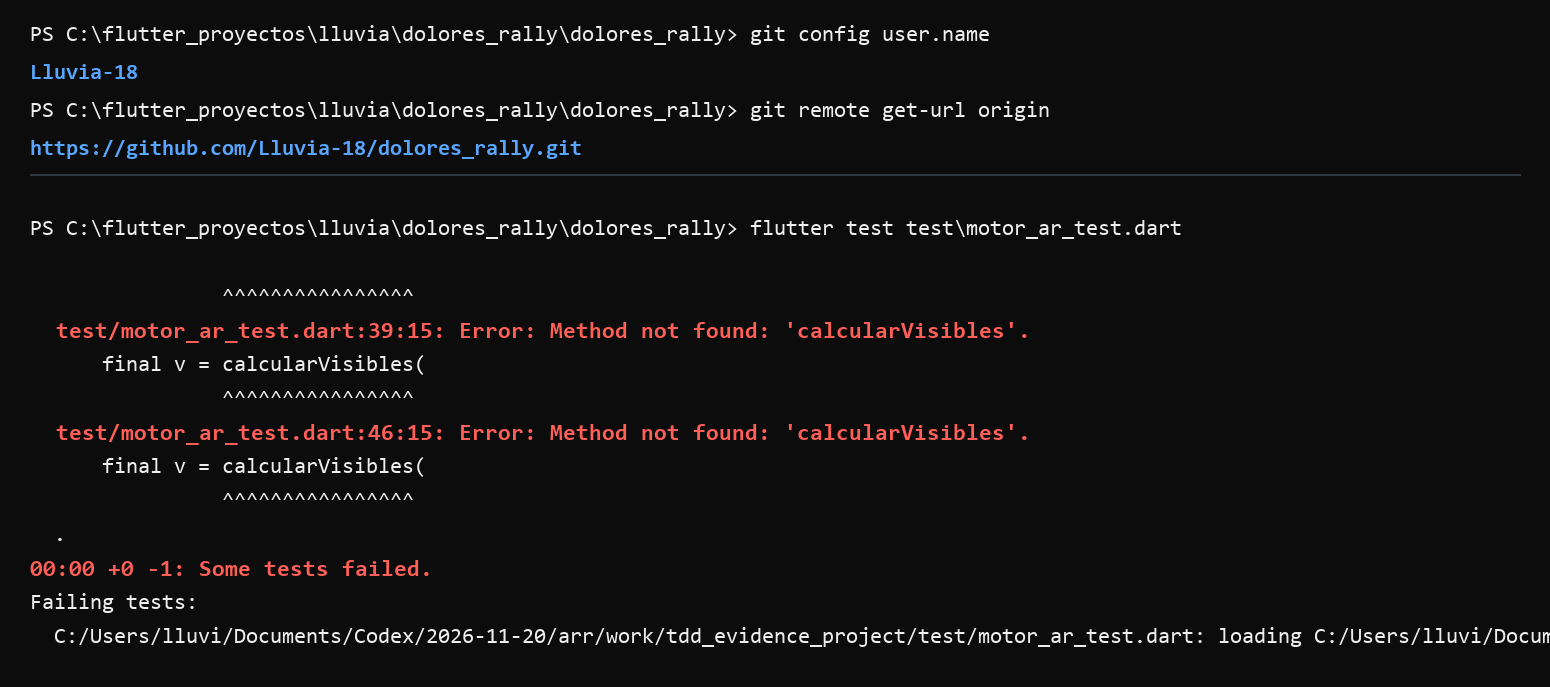 PS C:\flutter_proyectos\lluvia\dolores_rally\dolores_rally> git config user.name
Lluvia-18
PS C:\flutter_proyectos\lluvia\dolores_rally\dolores_rally> git remote get-url origin
https://github.com/Lluvia-18/dolores_rally.git
PS C:\flutter_proyectos\lluvia\dolores_rally\dolores_rally> flutter test test\motor_ar_test.dart
^^^^^^^^^^^^^^^^
test/motor_ar_test.dart:39:15: Error: Method not found: 'calcularVisibles'.
final v = calcularVisibles(
^^^^^^^^^^^^^^^^
test/motor_ar_test.dart:46:15: Error: Method not found: 'calcularVisibles'.
final v = calcularVisibles(
^^^^^^^^^^^^^^^^
.
00:00 +0 -1: Some tests failed.
Failing tests:
C:/Users/lluvi/Documents/Codex/2026-11-20/arr/work/tdd_evidence_project/test/motor_ar_test.dart: loading C:/Users/lluvi/Docum